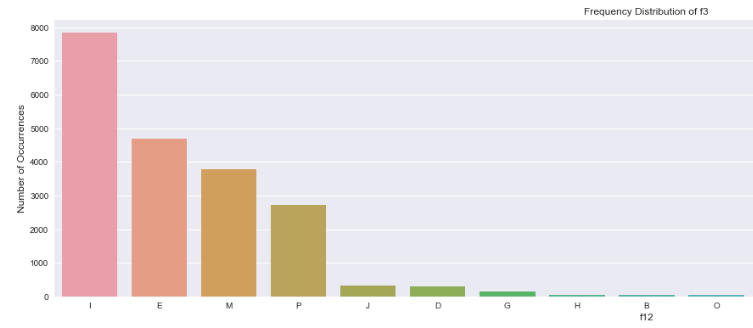 Frequency Distribution of f3
Number of Occurrences
8000
7000
6000
5000
4000
3000
2000
1000
0
I E M P J D G H B O
f12